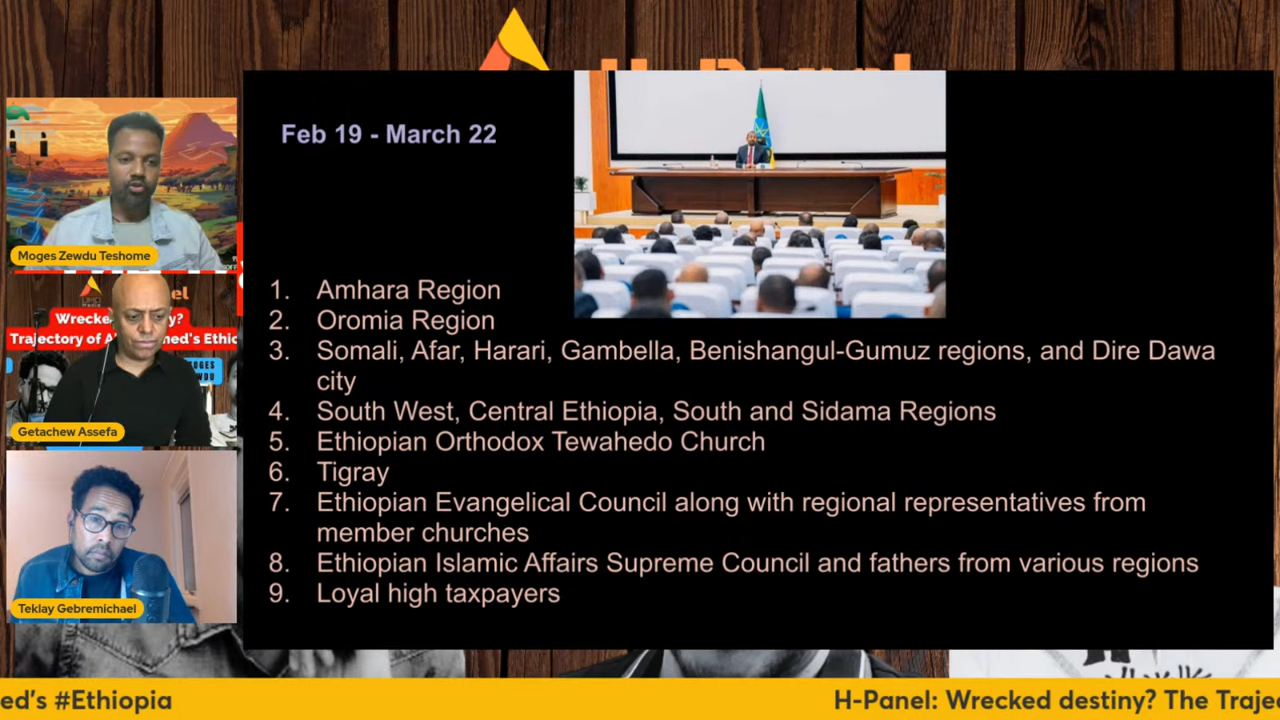 H-Panel
Feb 19 - March 22
Moges Zewdu Teshome
1. Amhara Region
2. Oromia Region
3. Somali, Afar, Harari, Gambella, Benishangul-Gumuz regions, and Dire Dawa
city
4. South West, Central Ethiopia, South and Sidama Regions
5. Ethiopian Orthodox Tewahedo Church
6. Tigray
7. Ethiopian Evangelical Council along with regional representatives from
member churches
8. Ethiopian Islamic Affairs Supreme Council and fathers from various regions
9. Loyal high taxpayers
Trajectory of A
Getachew Assefa
Teklay Gebremichael
ed's #Ethiopia
H-Panel: Wrecked destiny? The Traje